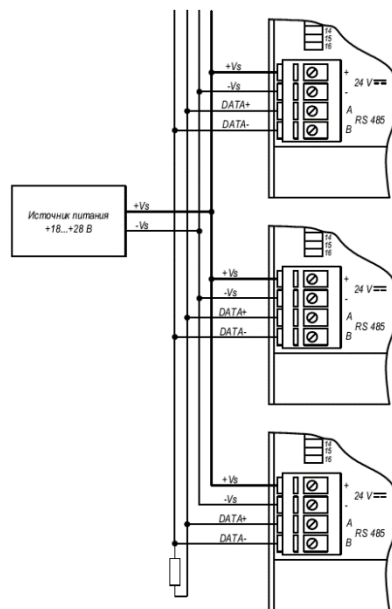 14
15
16
+Vs
+
24 V
-Vs
-
DATA+
A
RS 485
DATA-
B
Источник питания
+18...+28 В
+Vs
-Vs
14
15
16
+Vs
+
24 V
-Vs
-
DATA+
A
RS 485
DATA-
B
14
15
16
+Vs
+
24 V
-Vs
-
DATA+
A
RS 485
DATA-
B